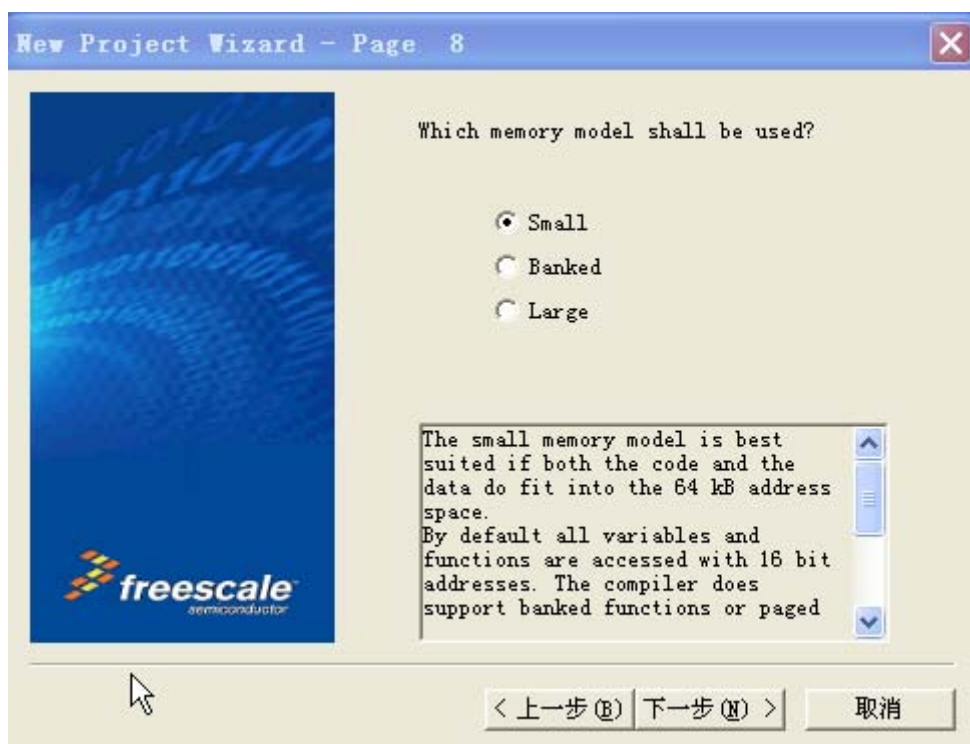 New Project Wizard - Page 8
Which memory model shall be used?
Small
Banked
Large
The small memory model is best
suited if both the code and the
data do fit into the 64 kB address
space.
By default all variables and
functions are accessed with 16 bit
addresses. The compiler does
support banked functions or paged
freescale
semiconductor
< 上一步(B)
下一步(N) >
取消